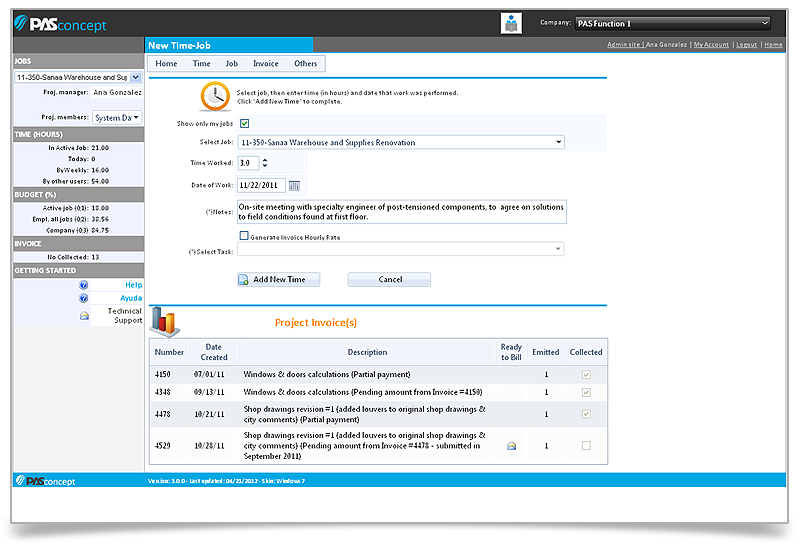 PASconcept
Company: PAS Function 1
New Time-Job
Admin site | Ana Gonzalez | My Account | Logout | Home
JOBS
11-350-Sanaa Warehouse and Sup
Proj. manager: Ana Gonzalez
Proj. members: System.Da
TIME (HOURS)
In Active Job: 21.00
Today: 0
ByWeekly: 16.00
By other users: 54.00
BUDGET (%)
Active job (Q1): 18.00
Empl. all jobs (Q2): 38.56
Company (Q3) 84.75
INVOICE
No Collected: 13
GETTING STARTED
Help
Ayuda
Technical
Support
Home Time Job Invoice Others
Select job, then enter time (in hours) and date that work was performed.
Click "Add New Time" to complete.
Show only my jobs
Select Job: 11-350-Sanaa Warehouse and Supplies Renovation
Time Worked: 3.0
Date of Work: 11/22/2011
(*)Notes: On-site meeting with specialty engineer of post-tensioned components, to agree on solutions
to field conditions found at first floor.
Generate Invoice Hourly Rate
(*)Select Task:
Add New Time Cancel
Project Invoice(s)
Number Date Created Description Ready to Bill Emitted Collected
4150 07/01/11 Windows & doors calculations (Partial payment) 1
4348 09/13/11 Windows & doors calculations (Pending amount from Invoice #4150) 1
4478 10/21/11 Shop drawings revision #1 (added louvers to original shop drawings &
city comments) (Partial payment) 1
4529 10/28/11 Shop drawings revision #1 (added louvers to original shop drawings &
city comments) (Pending amount from Invoice #4478 - submitted in
September 2011) 1
PASconcept
Version: 3.0.0 - Last updated: 04/21/2012 - Skin: Windows 7